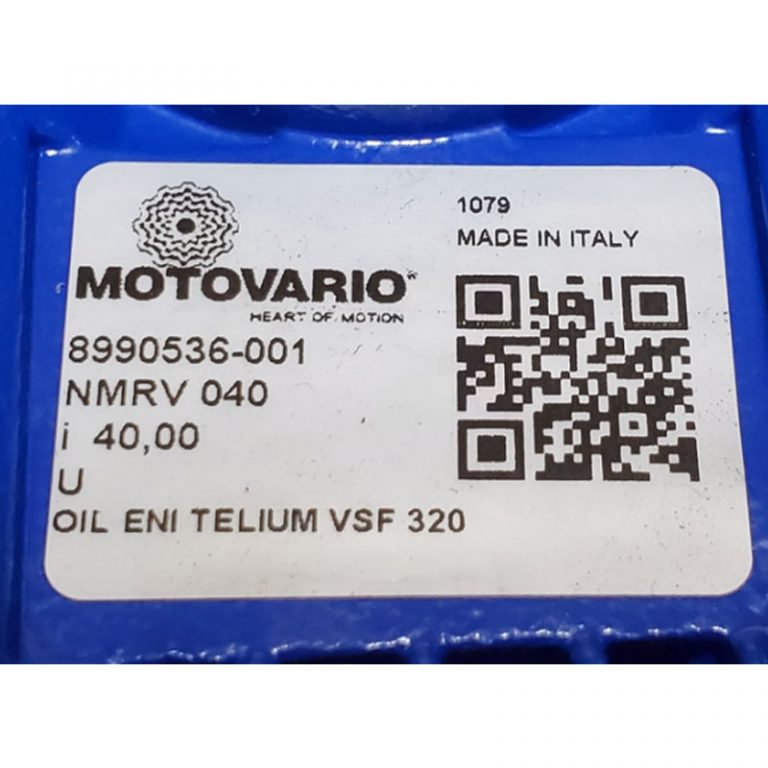 MOTOVARIO
HEART OF MOTION
8990536-001
NMRV 040
i 40,00
U
OIL ENI TELIUM VSF 320
1079
MADE IN ITALY